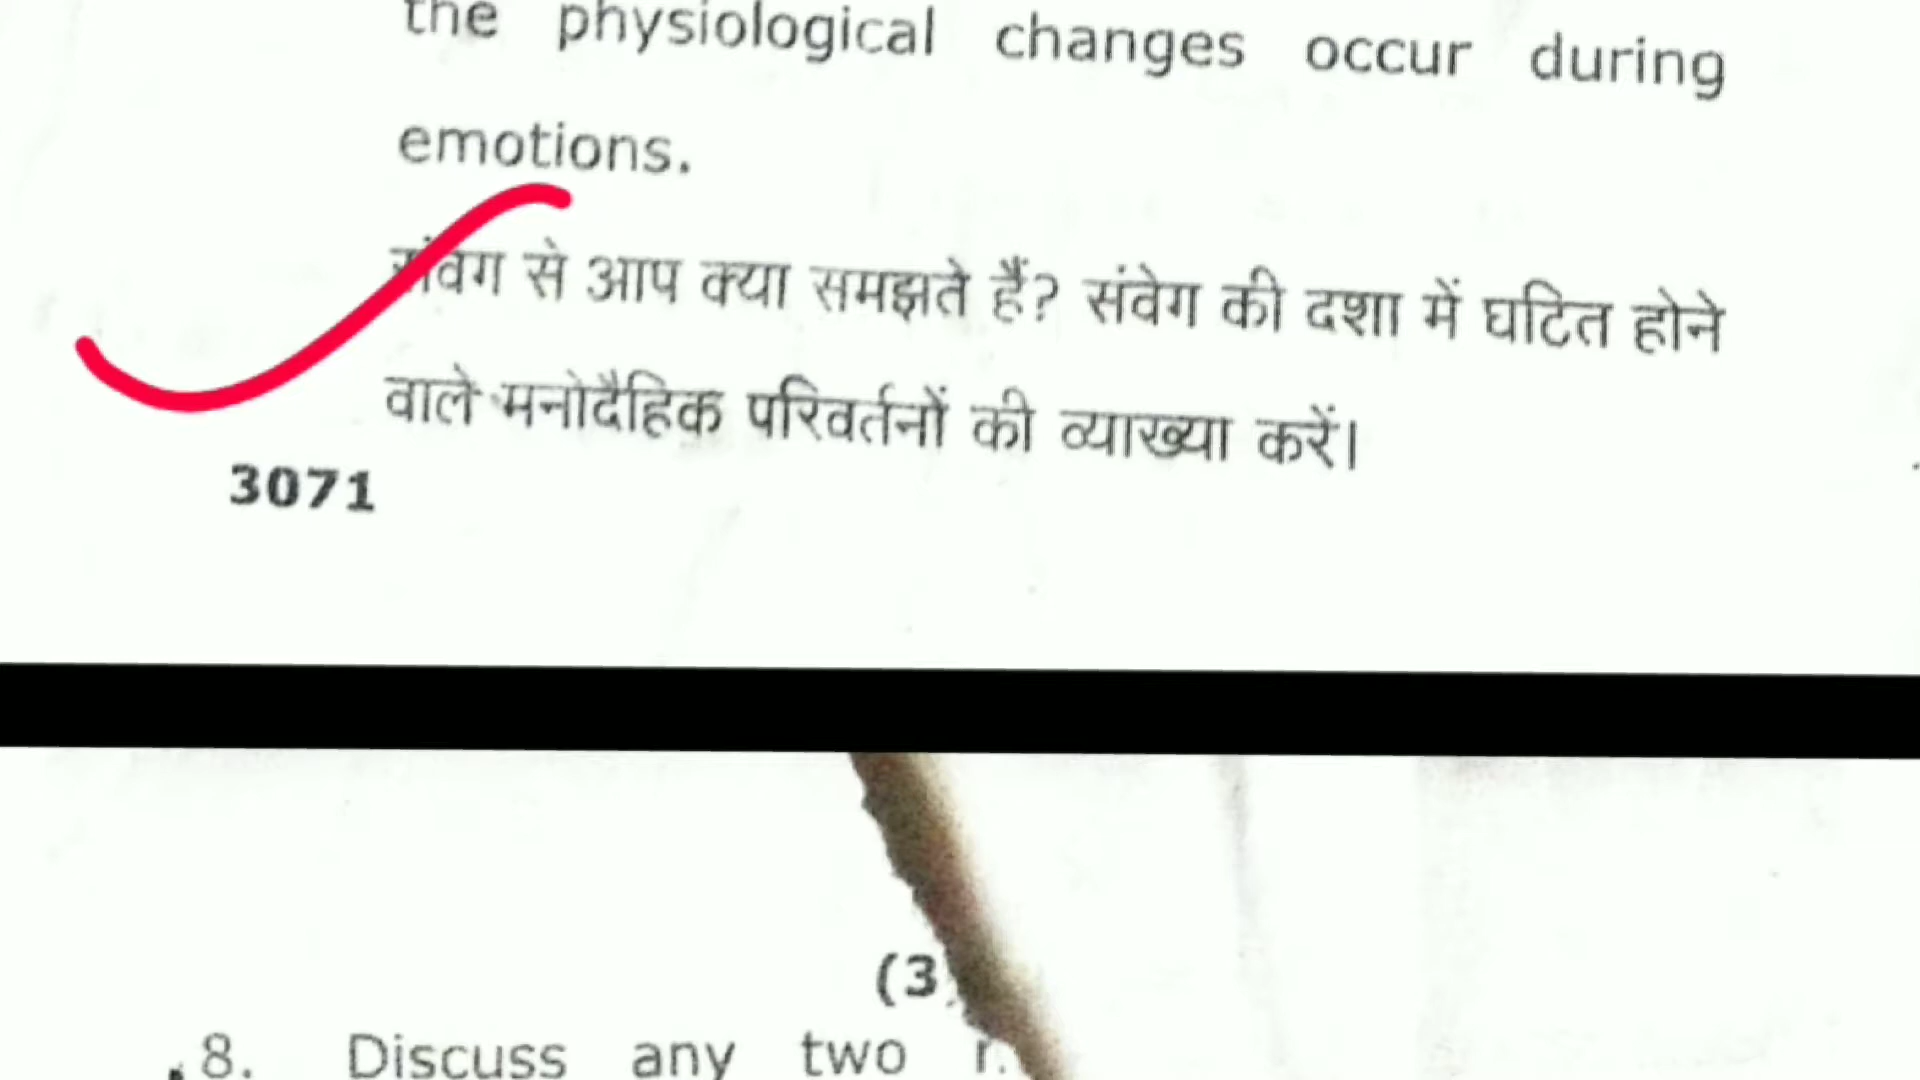 the physiological changes occur during
emotions.
संवेग से आप क्या समझते हैं? संवेग की दशा में घटित होने
वाले मनोदैहिक परिवर्तनों की व्याख्या करें।
3071
(3
8. Discuss any two